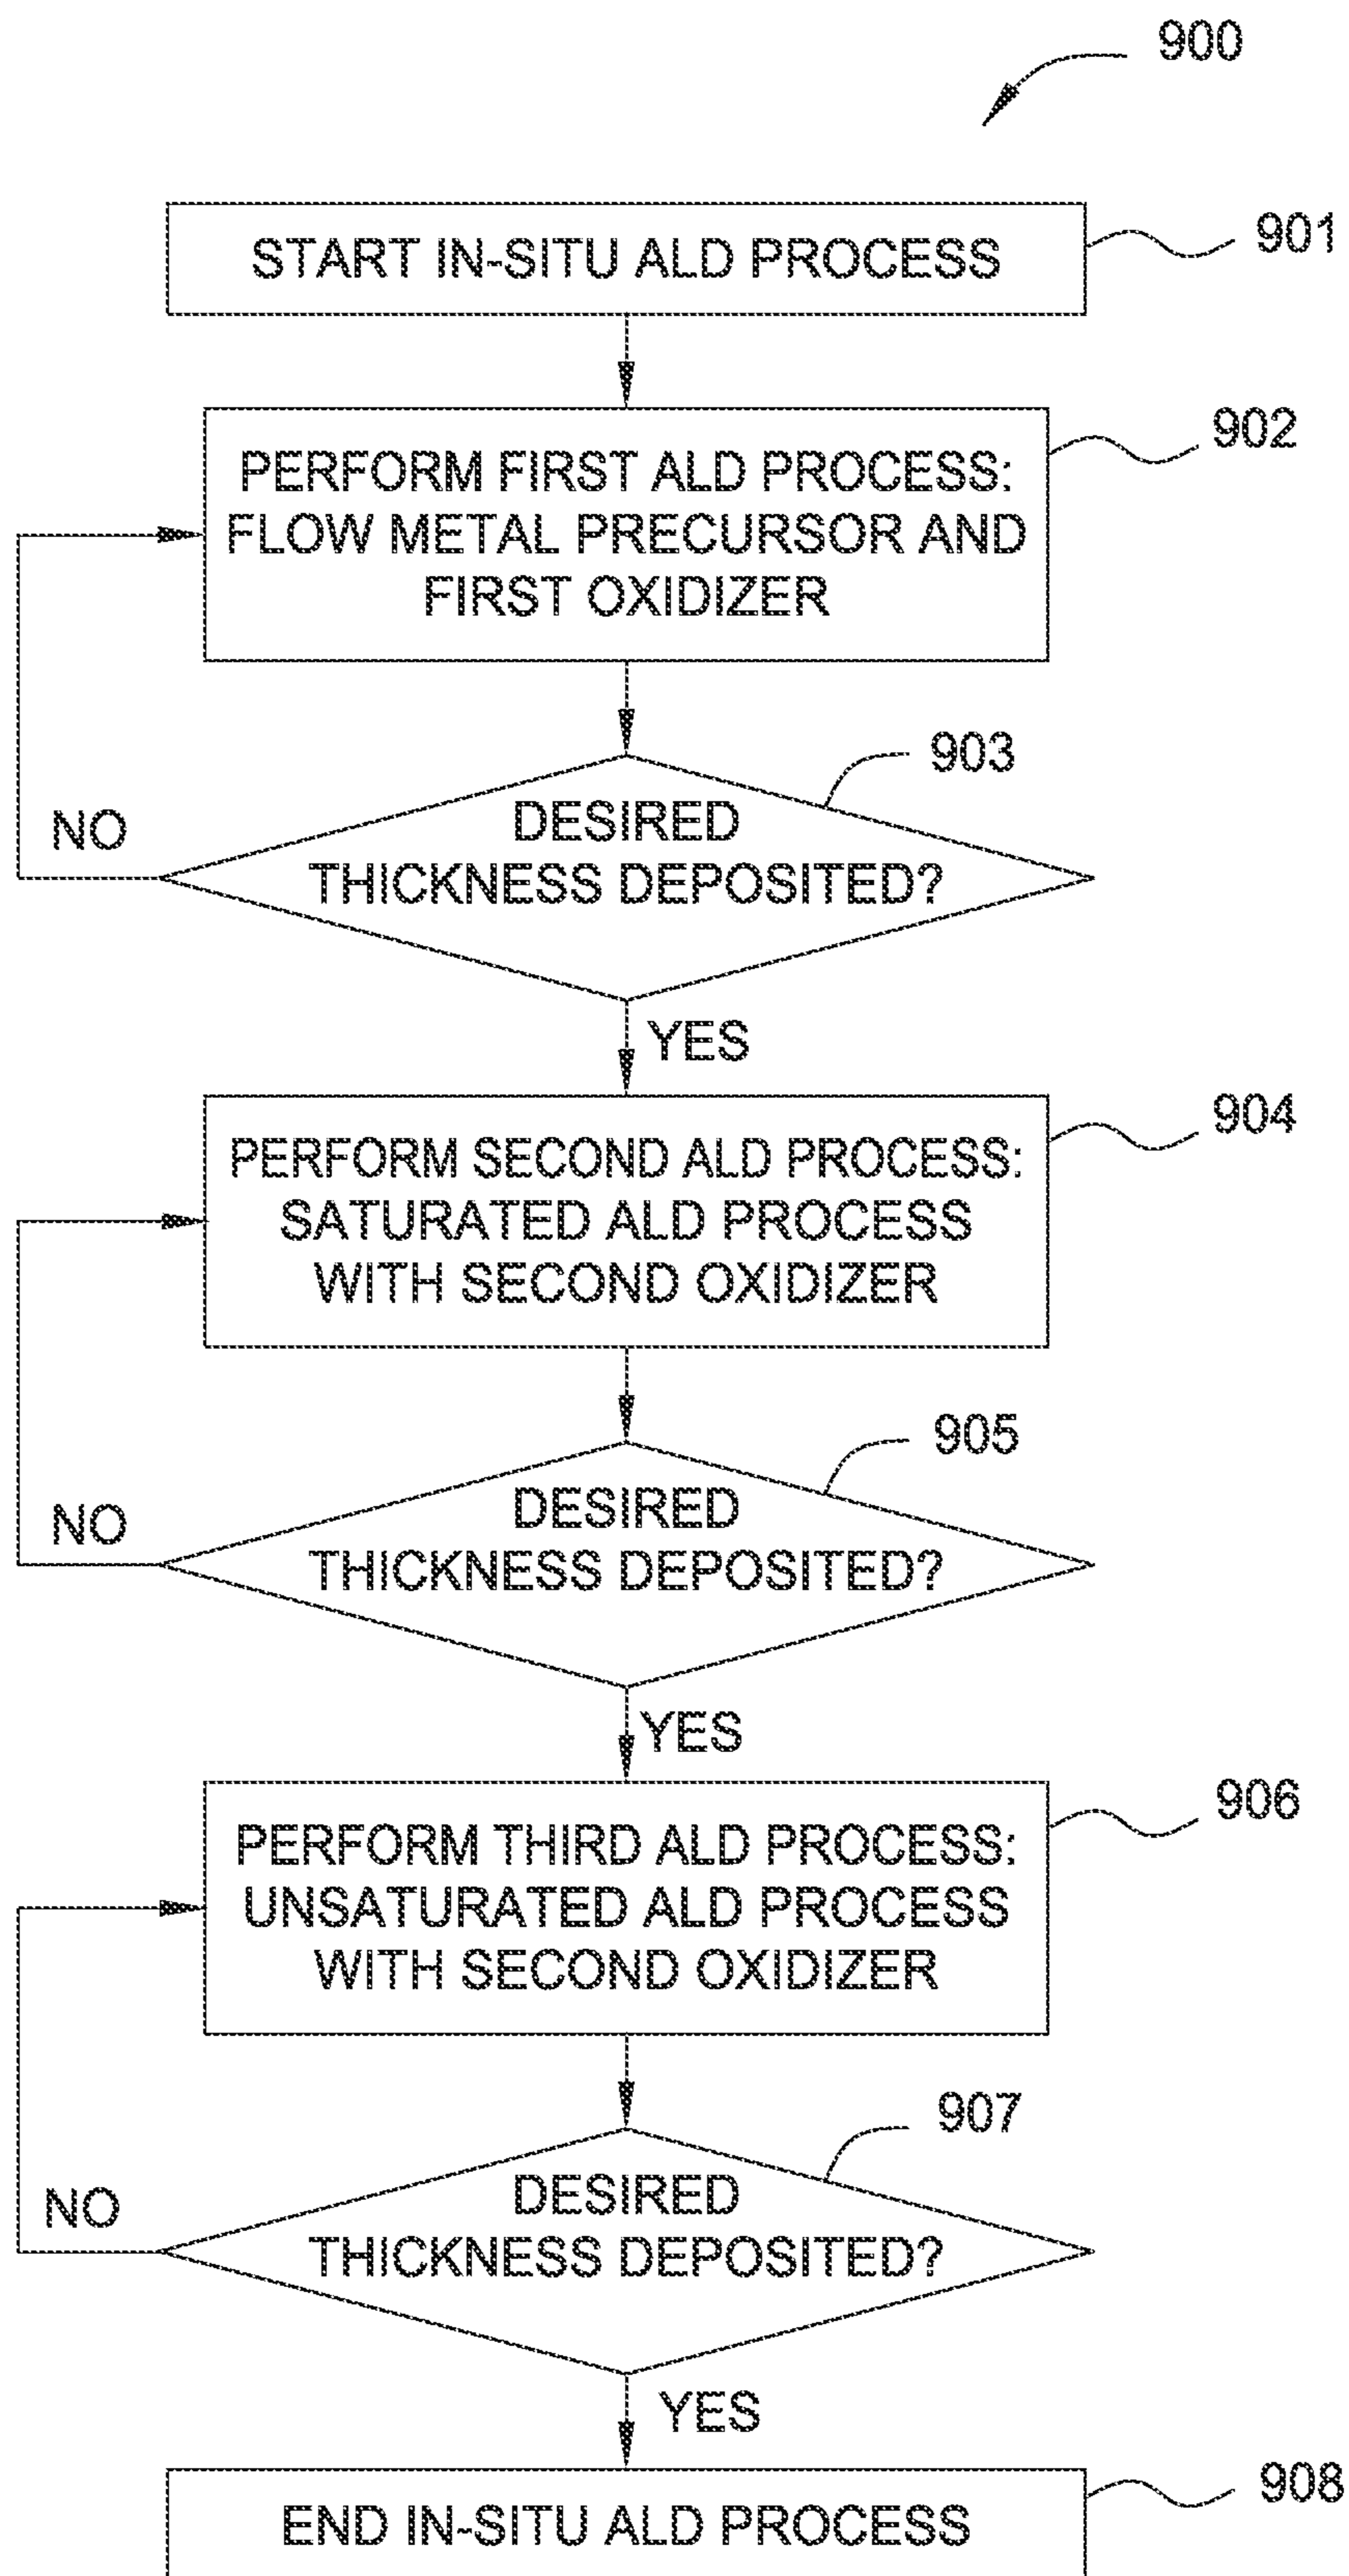 900
START IN-SITU ALD PROCESS
901
902
PERFORM FIRST ALD PROCESS:
FLOW METAL PRECURSOR AND
FIRST OXIDIZER
903
DESIRED
THICKNESS DEPOSITED?
NO
YES
904
PERFORM SECOND ALD PROCESS:
SATURATED ALD PROCESS
WITH SECOND OXIDIZER
905
DESIRED
THICKNESS DEPOSITED?
NO
YES
906
PERFORM THIRD ALD PROCESS:
UNSATURATED ALD PROCESS
WITH SECOND OXIDIZER
907
DESIRED
THICKNESS DEPOSITED?
NO
YES
908
END IN-SITU ALD PROCESS